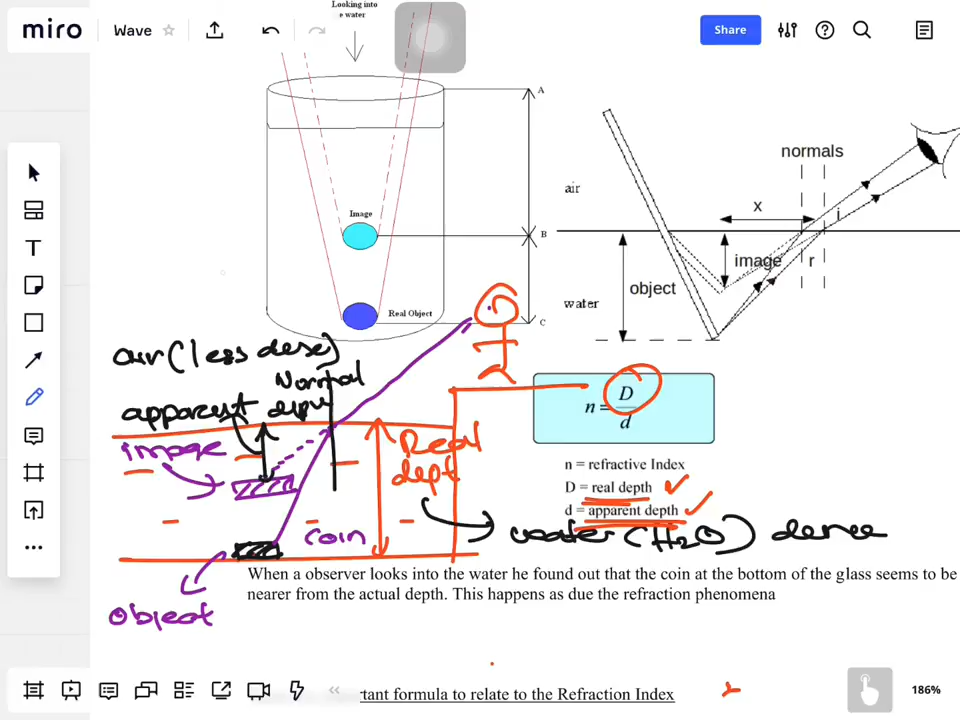 miro
Wave
Share
Looking into
e water
A
Image
B
Real Object
C
normals
air
x
i
image
r
object
water
air (less dese)
Normal
apparent depth
image
Real
dept
coin
water (H2O) dense
object
n = D
d
n = refractive Index
D = real depth
d = apparent depth
When a observer looks into the water he found out that the coin at the bottom of the glass seems to be
nearer from the actual depth. This happens as due the refraction phenomena
rtant formula to relate to the Refraction Index
186%